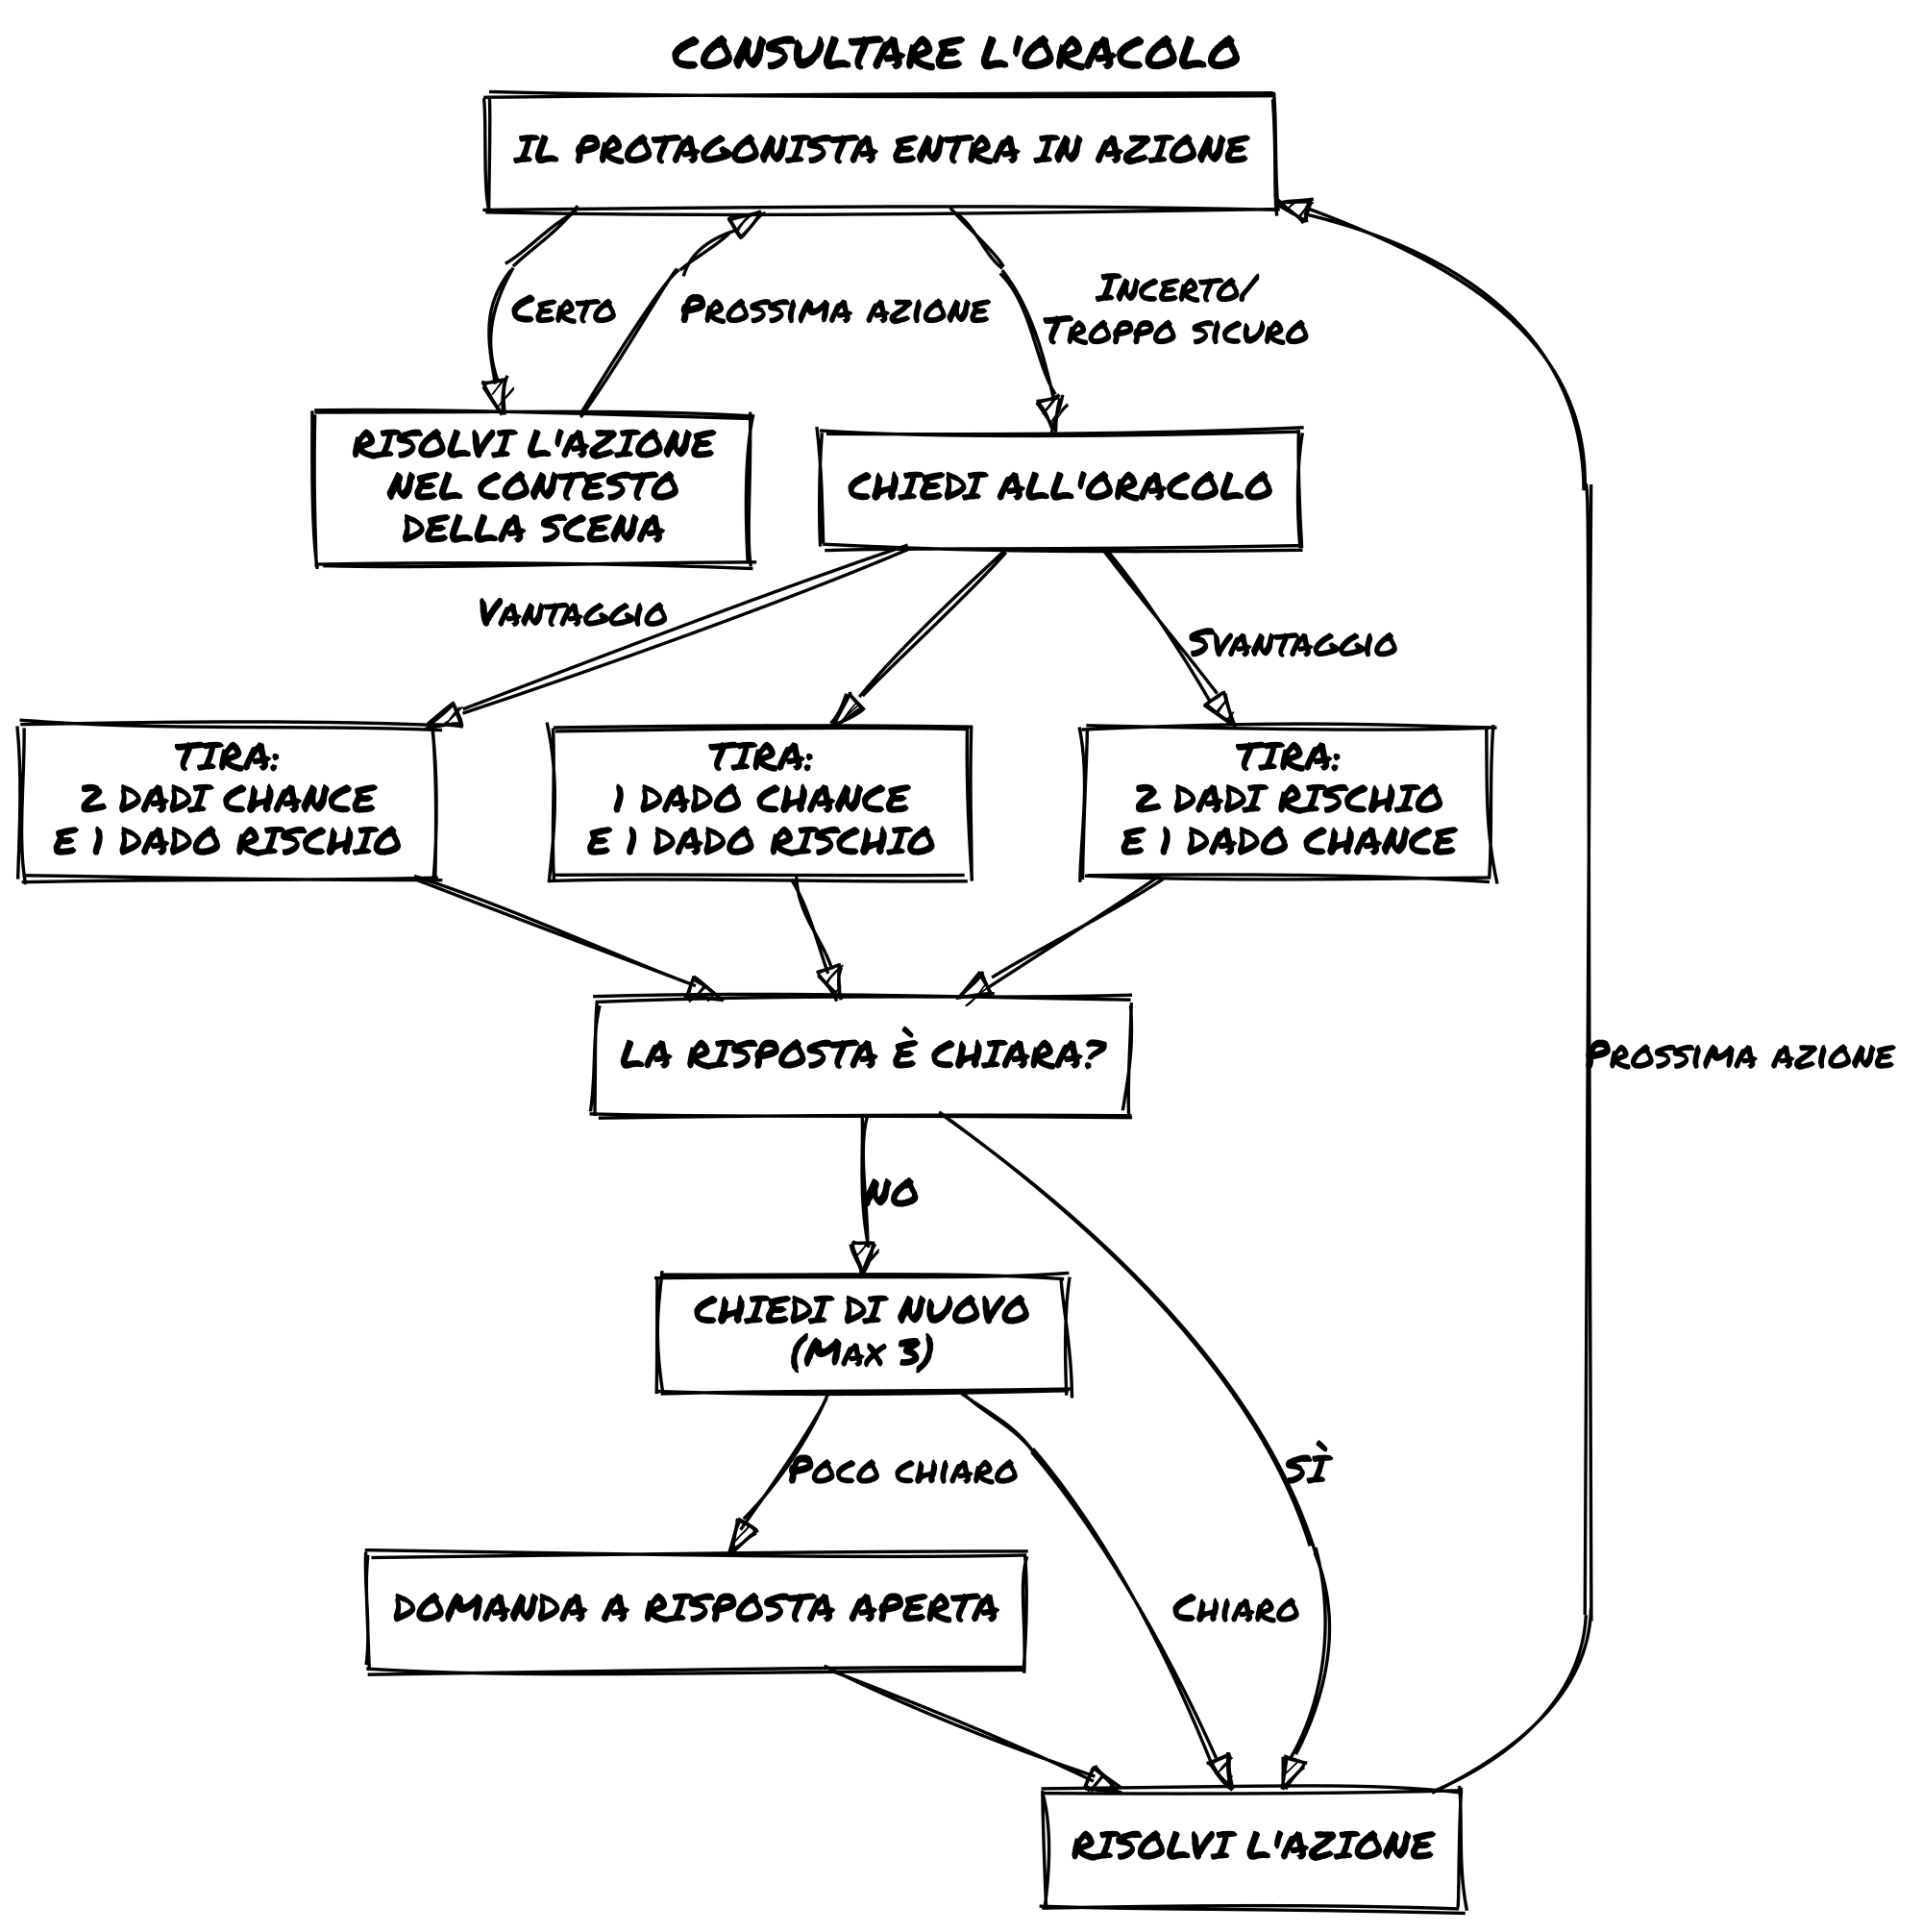 CONSULTARE L'ORACOLO
IL PROTAGONISTA ENTRA IN AZIONE
Certo
Prossima azione
Incerto/
Troppo sicuro
RISOLVI L'AZIONE
NEL CONTESTO
DELLA SCENA
CHIEDI ALL'ORACOLO
Vantaggio
Svantaggio
TIRA:
2 DADI CHANCE
E 1 DADO RISCHIO
TIRA:
1 DADO CHANCE
E 1 DADO RISCHIO
TIRA:
2 DADI RISCHIO
E 1 DADO CHANCE
LA RISPOSTA È CHIARA?
Prossima azione
NO
CHIEDI DI NUOVO
(Max 3)
Poco chiaro
SÌ
DOMANDA A RISPOSTA APERTA
Chiaro
RISOLVI L'AZIONE